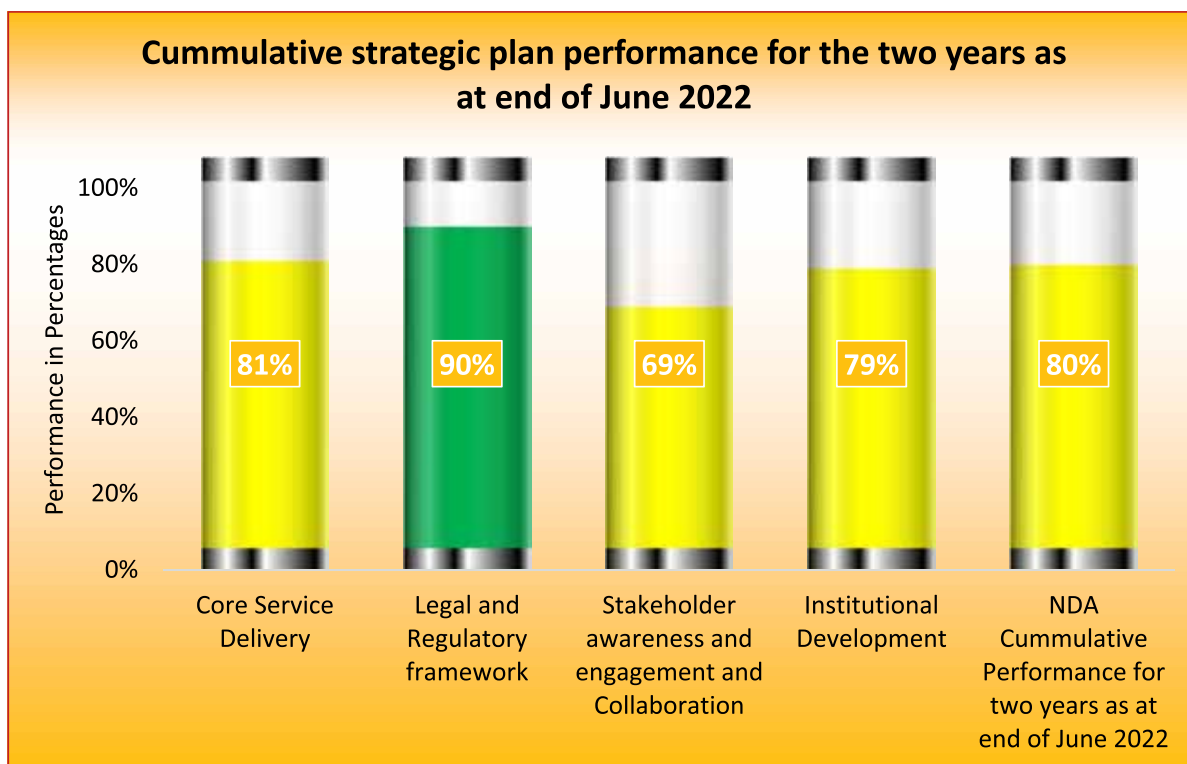 Cummulative strategic plan performance for the two years as
at end of June 2022
Performance in Percentages
100%
80%
60%
40%
20%
0%
81%
90%
69%
79%
80%
Core Service
Delivery
Legal and
Regulatory
framework
Stakeholder
awareness and
engagement and
Collaboration
Institutional
Development
NDA
Cummulative
Performance for
two years as at
end of June 2022